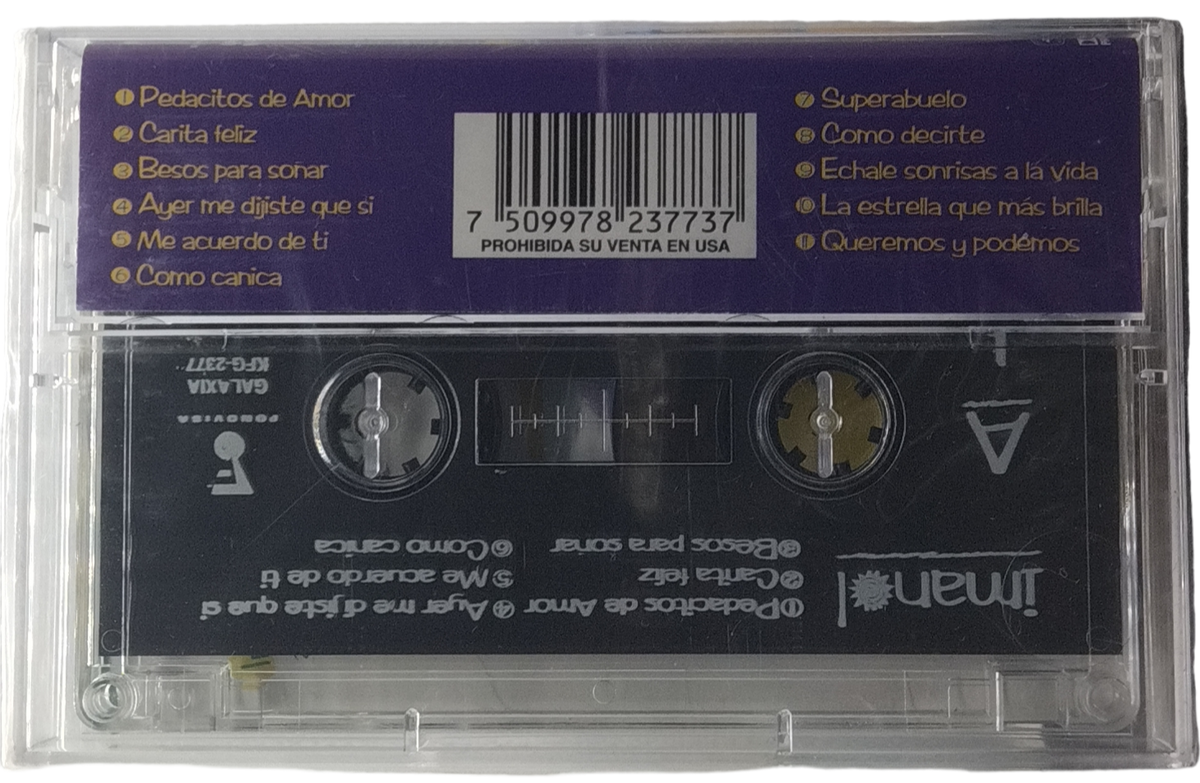 1 Pedacitos de Amor
2 Carita feliz
3 Besos para soñar
4 Ayer me dijiste que si
5 Me acuerdo de ti
6 Como canica
7 509978 237737
PROHIBIDA SU VENTA EN USA
7 Superabuelo
8 Como decirte
9 Echale sonrisas a la vida
10 La estrella que más brilla
11 Queremos y podemos
imanol
1 Pedacitos de Amor 4 Ayer me dijiste que si
2 Carita feliz 5 Me acuerdo de ti
3 Besos para soñar 6 Como canica
A
F
FONOVISA
GALAXIA
KFG-2377